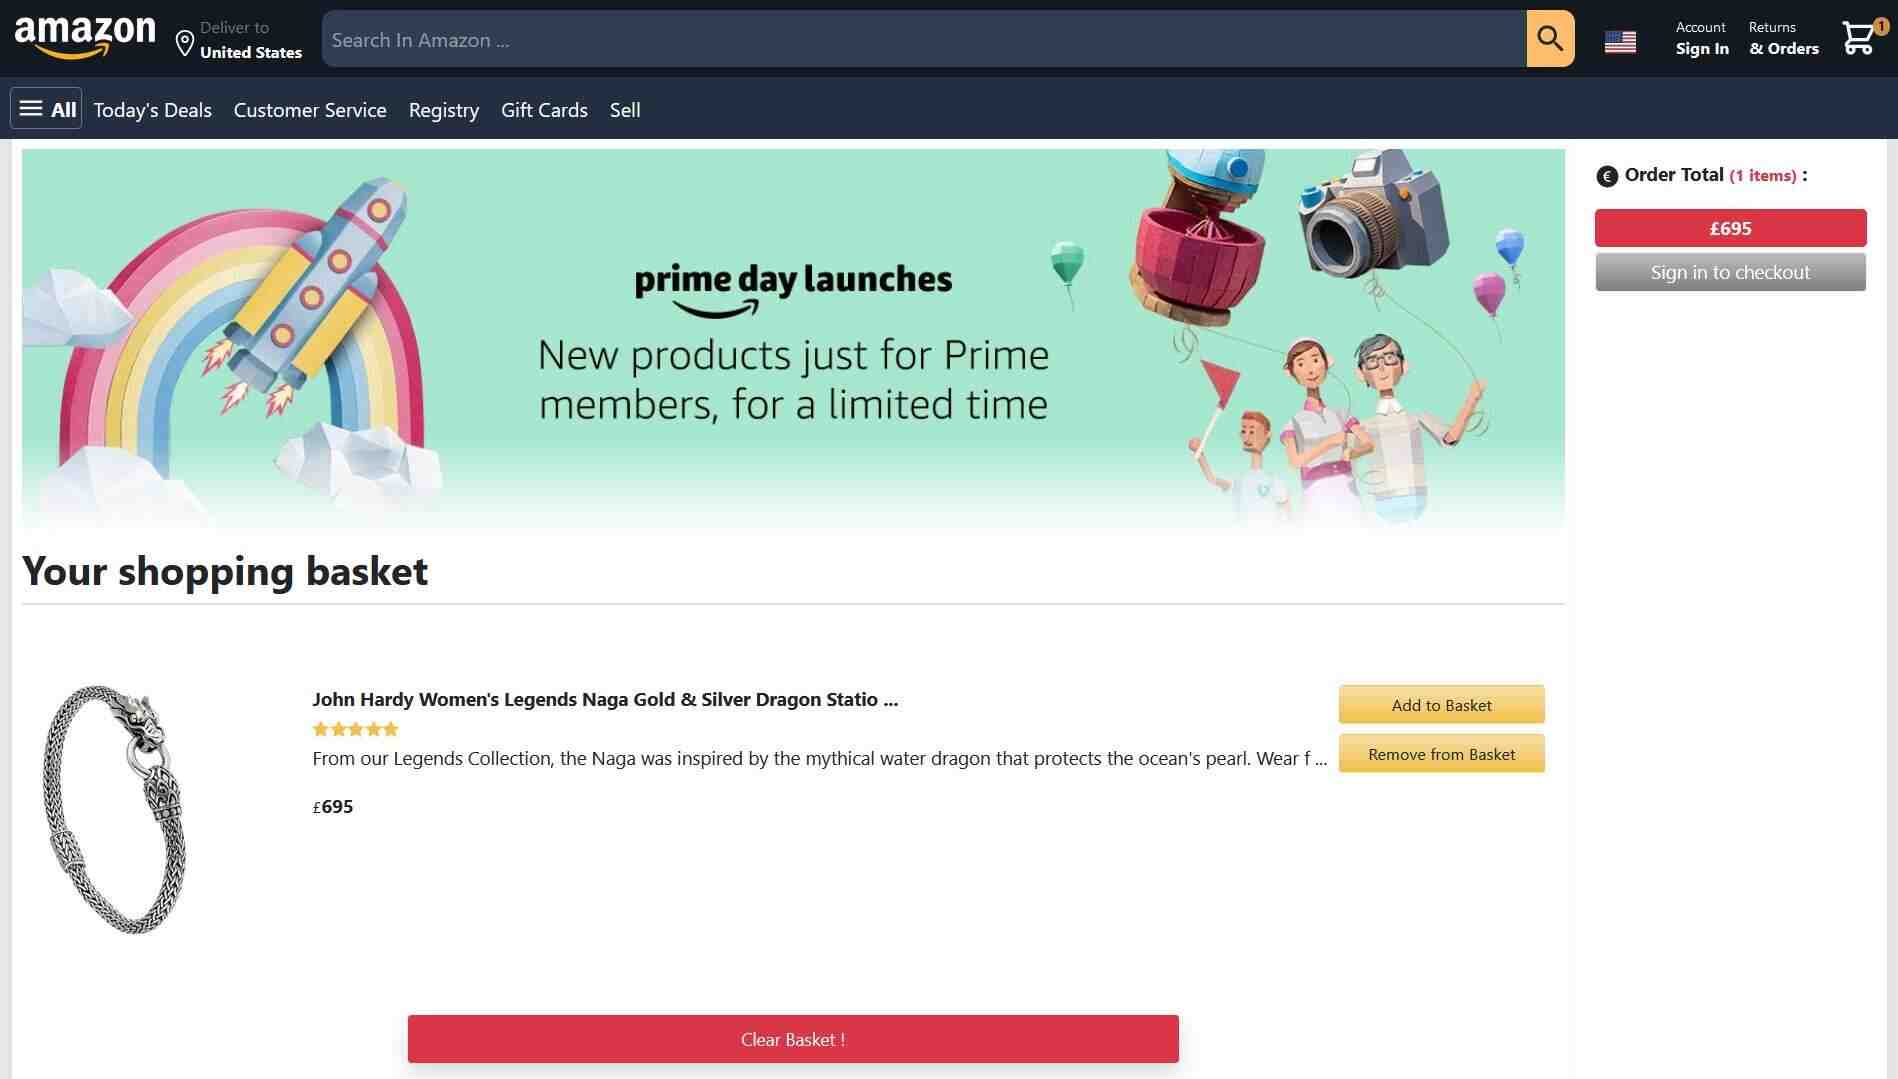 amazon
Deliver to
United States
Search In Amazon ...
Account
Sign In
Returns
& Orders
1
All
Today's Deals
Customer Service
Registry
Gift Cards
Sell
prime day launches
New products just for Prime
members, for a limited time
€ Order Total (1 items) :
£695
Sign in to checkout
Your shopping basket
John Hardy Women's Legends Naga Gold & Silver Dragon Statio ...
From our Legends Collection, the Naga was inspired by the mythical water dragon that protects the ocean's pearl. Wear f ...
£695
Add to Basket
Remove from Basket
Clear Basket !